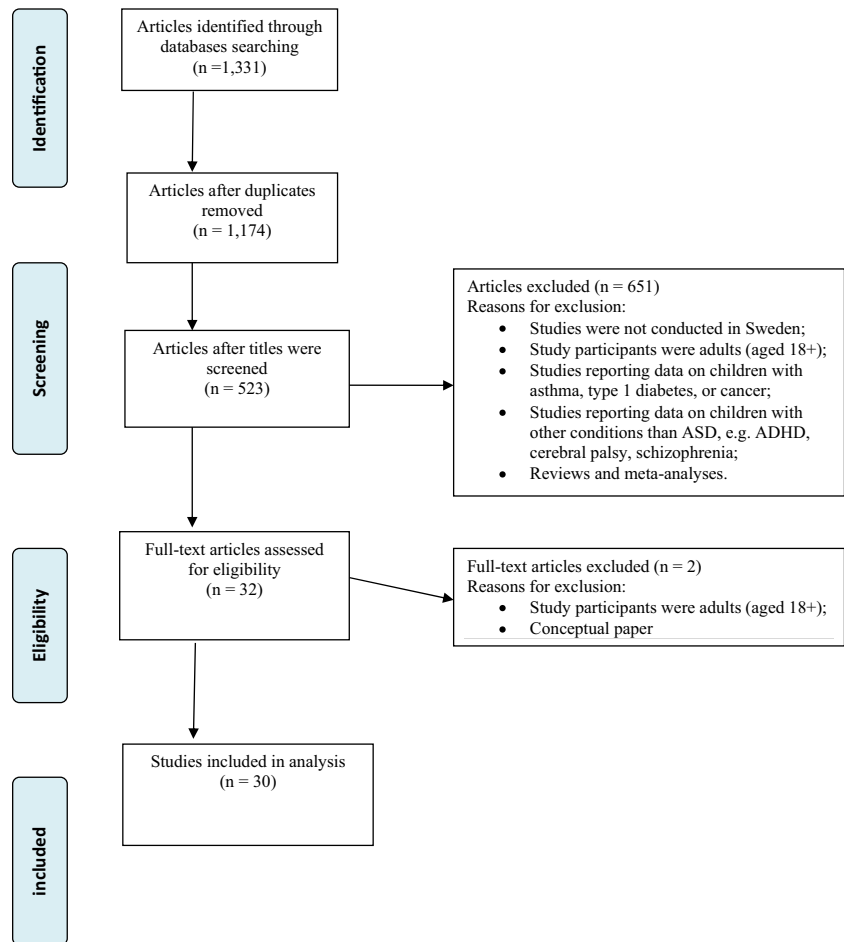 Identification
Articles identified through
databases searching
(n =1,331)
Articles after duplicates
removed
(n = 1,174)
Screening
Articles after titles were
screened
(n = 523)
Articles excluded (n = 651)
Reasons for exclusion:
• Studies were not conducted in Sweden;
• Study participants were adults (aged 18+);
• Studies reporting data on children with
asthma, type 1 diabetes, or cancer;
• Studies reporting data on children with
other conditions than ASD, e.g. ADHD,
cerebral palsy, schizophrenia;
• Reviews and meta-analyses.
Eligibility
Full-text articles assessed
for eligibility
(n = 32)
Full-text articles excluded (n = 2)
Reasons for exclusion:
• Study participants were adults (aged 18+);
• Conceptual paper
included
Studies included in analysis
(n = 30)